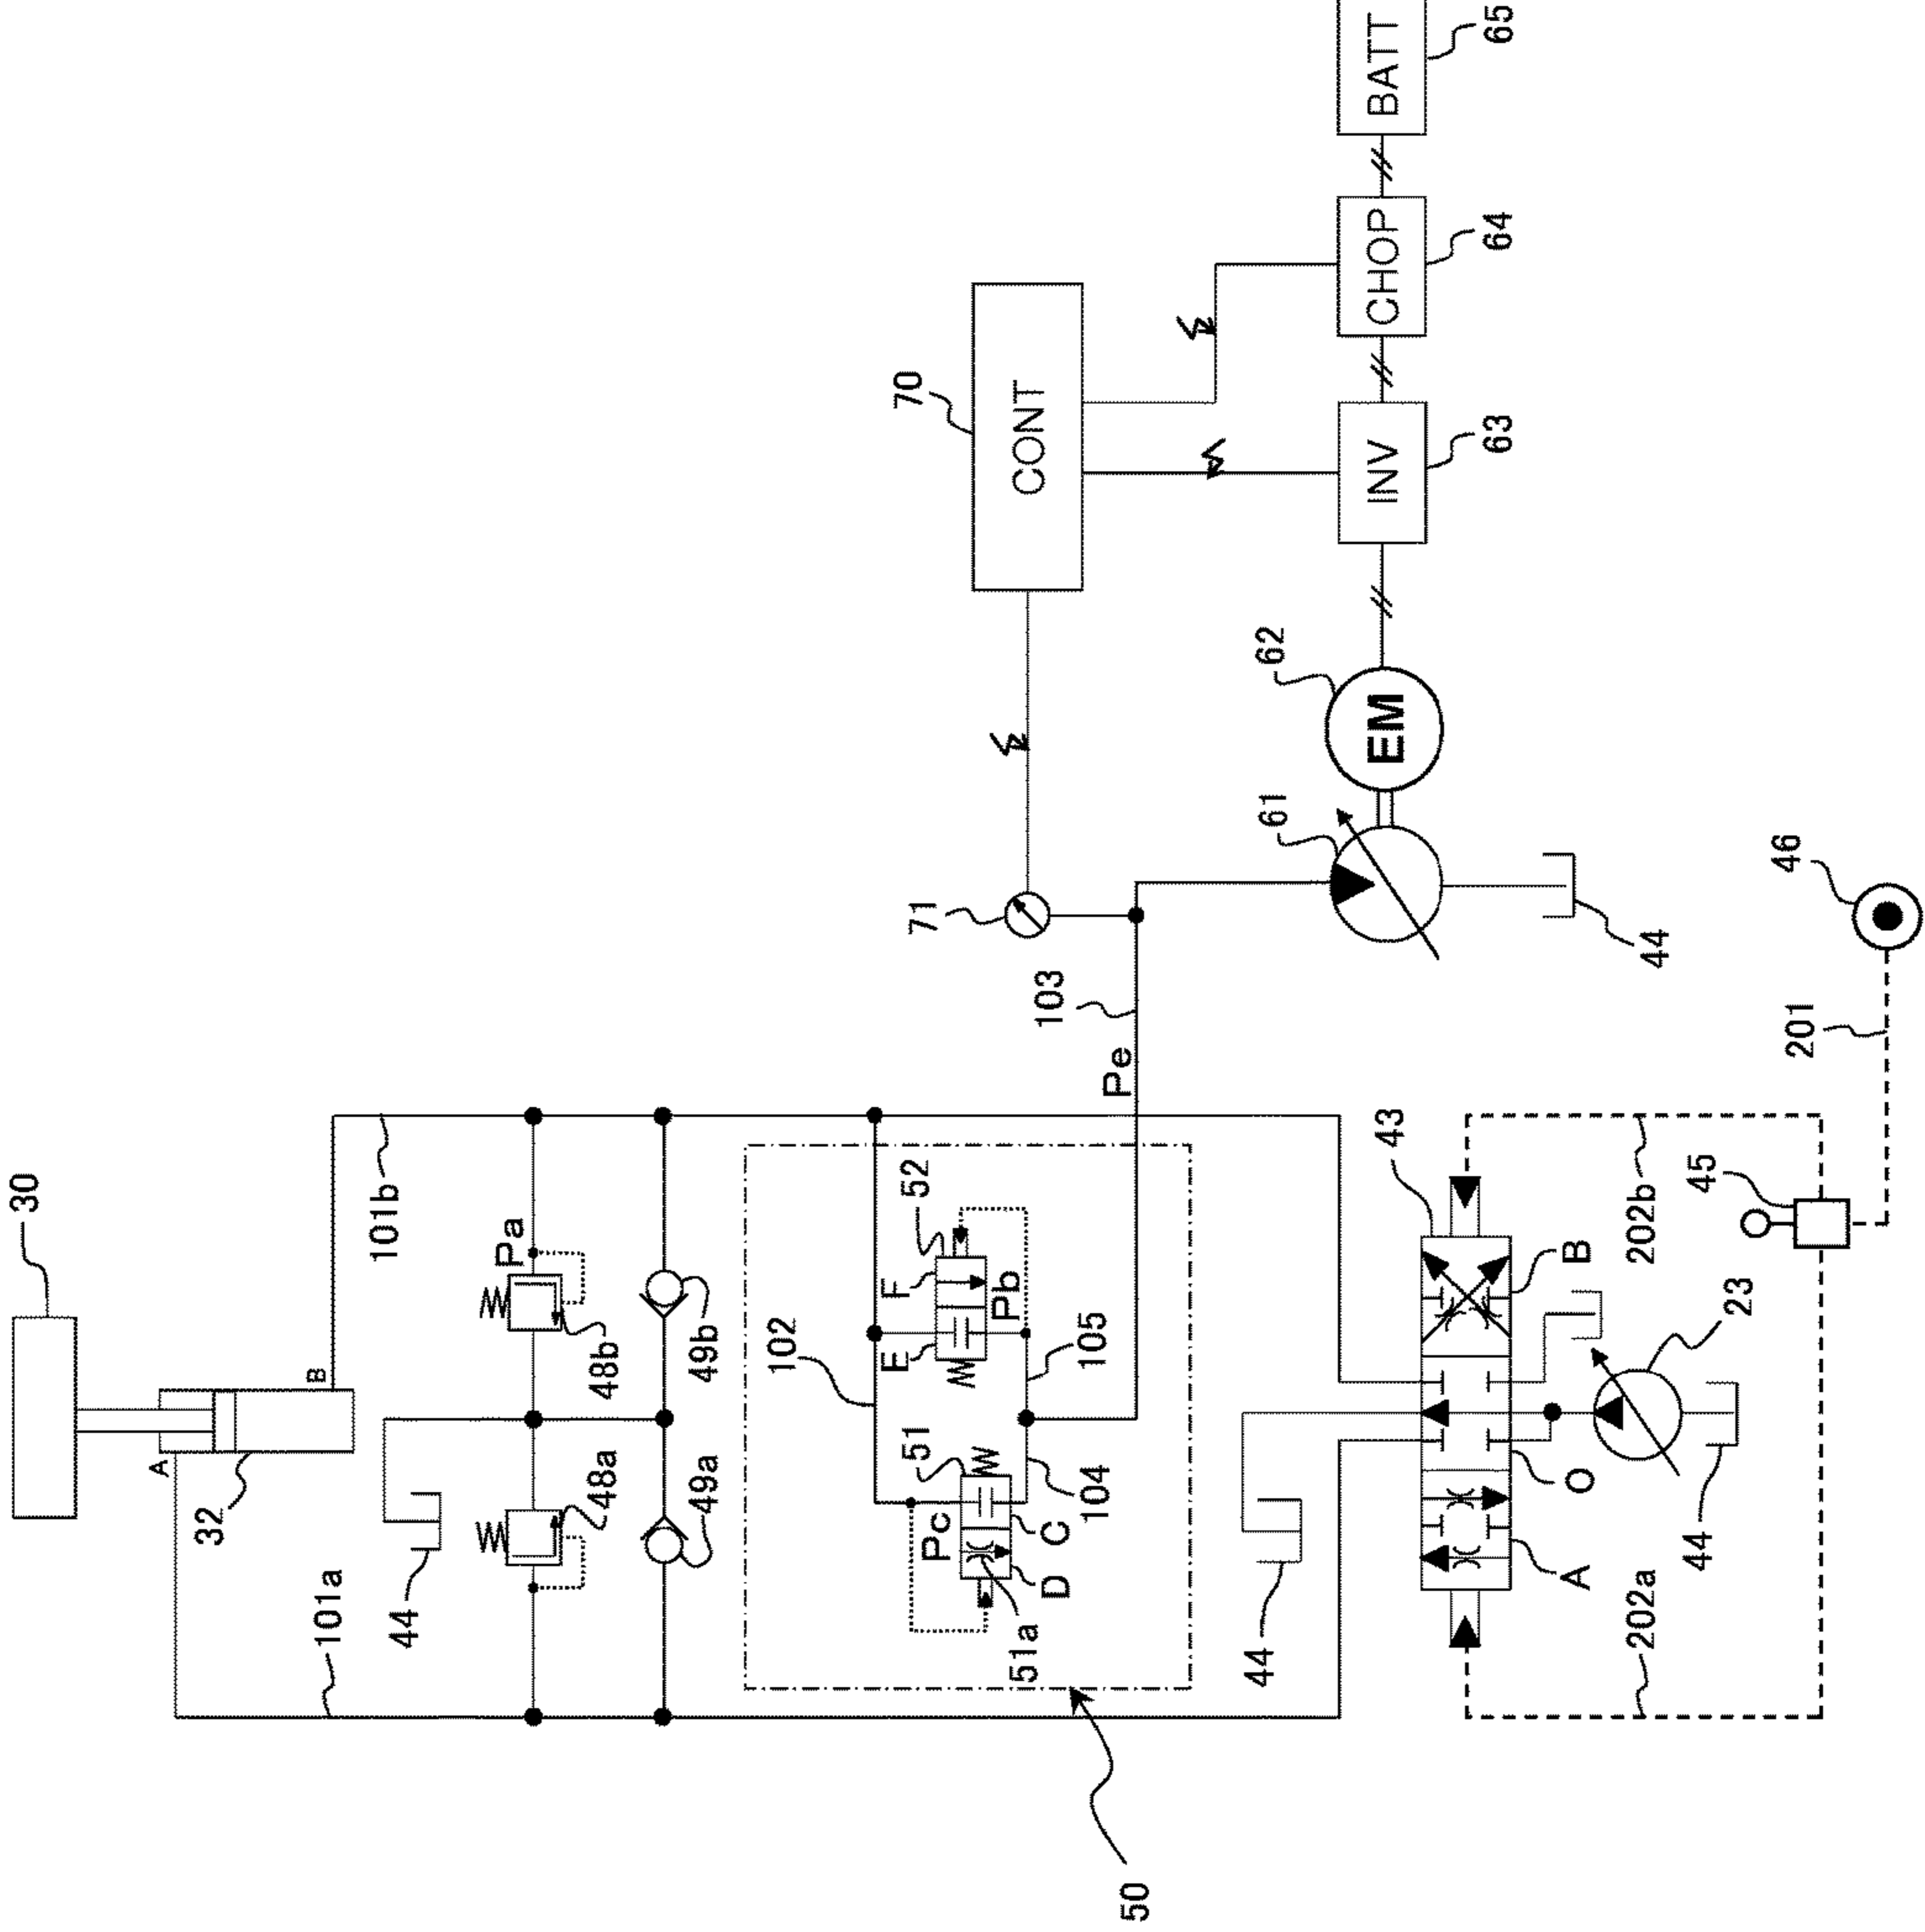 30
32
A
B
101a
101b
44
48a
48b
Pa
49a
49b
50
102
51
51a
52
C
D
E
F
Pb
Pc
104
105
Pe
103
71
70
CONT
61
62
EM
63
INV
64
CHOP
65
BATT
44
44
43
A
O
B
23
44
45
46
201
202a
202b